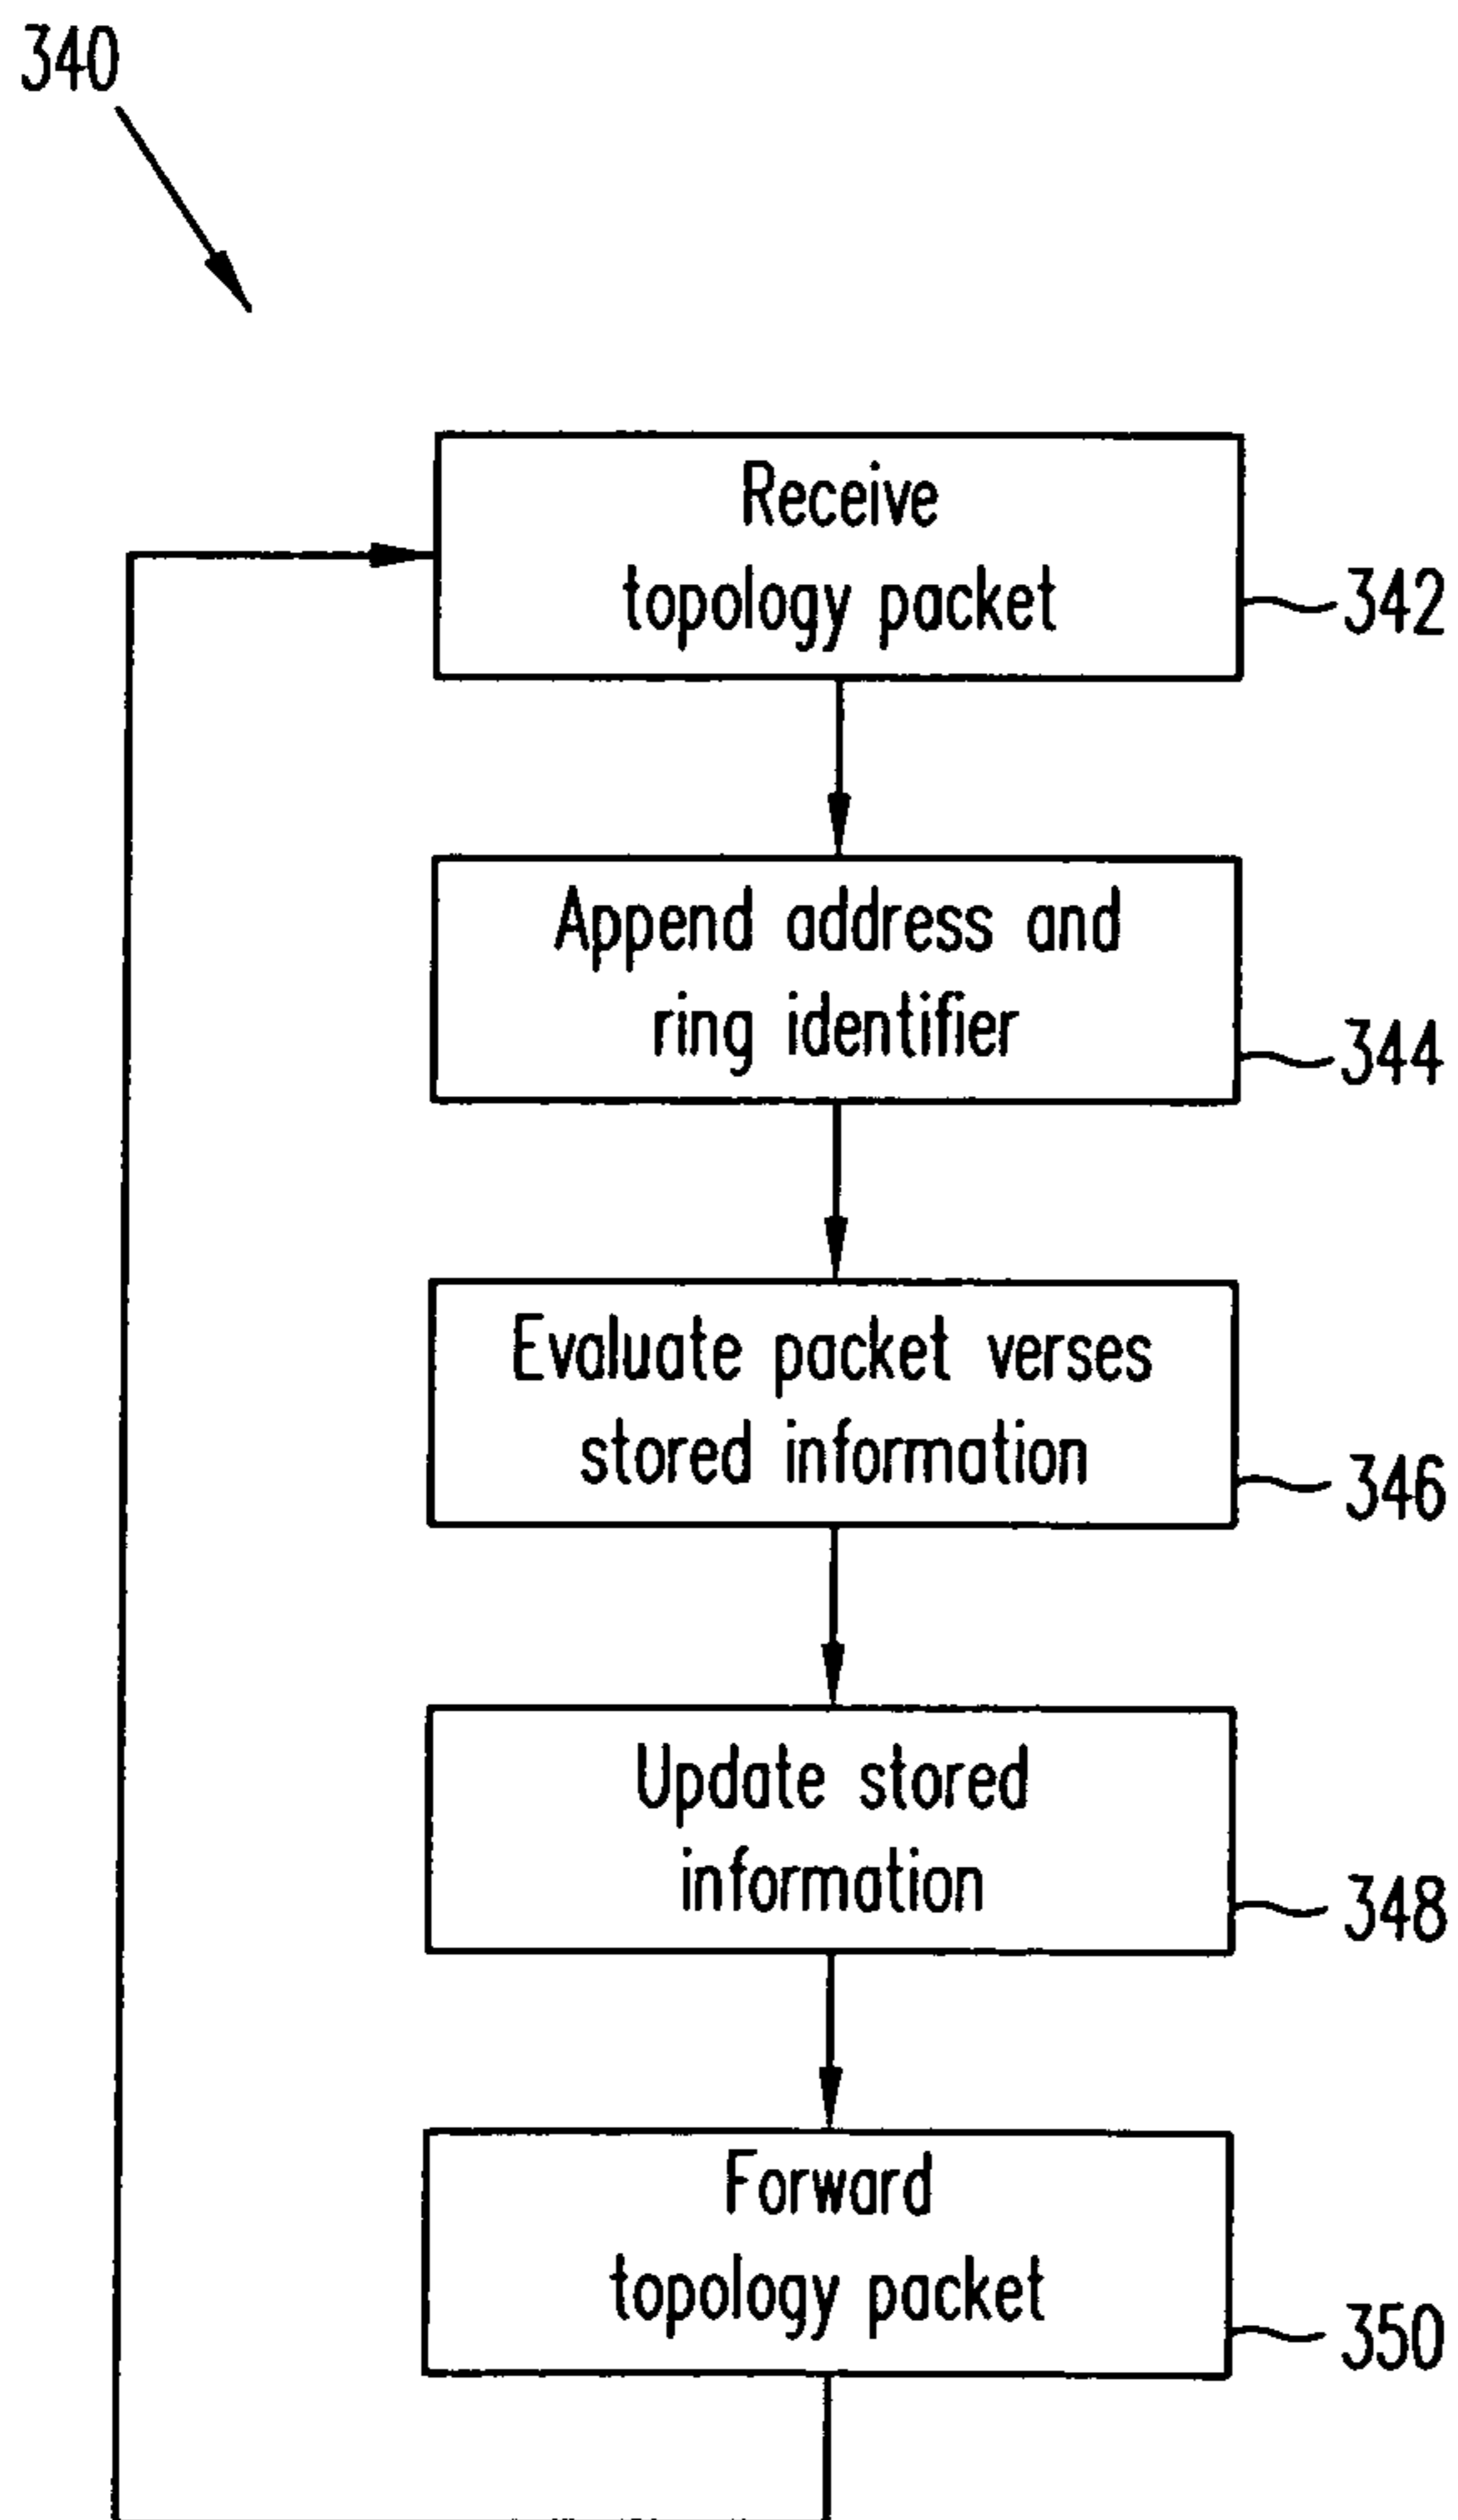 340
Receive
topology packet
342
Append address and
ring identifier
344
Evaluate packet verses
stored information
346
Update stored
information
348
Forward
topology packet
350